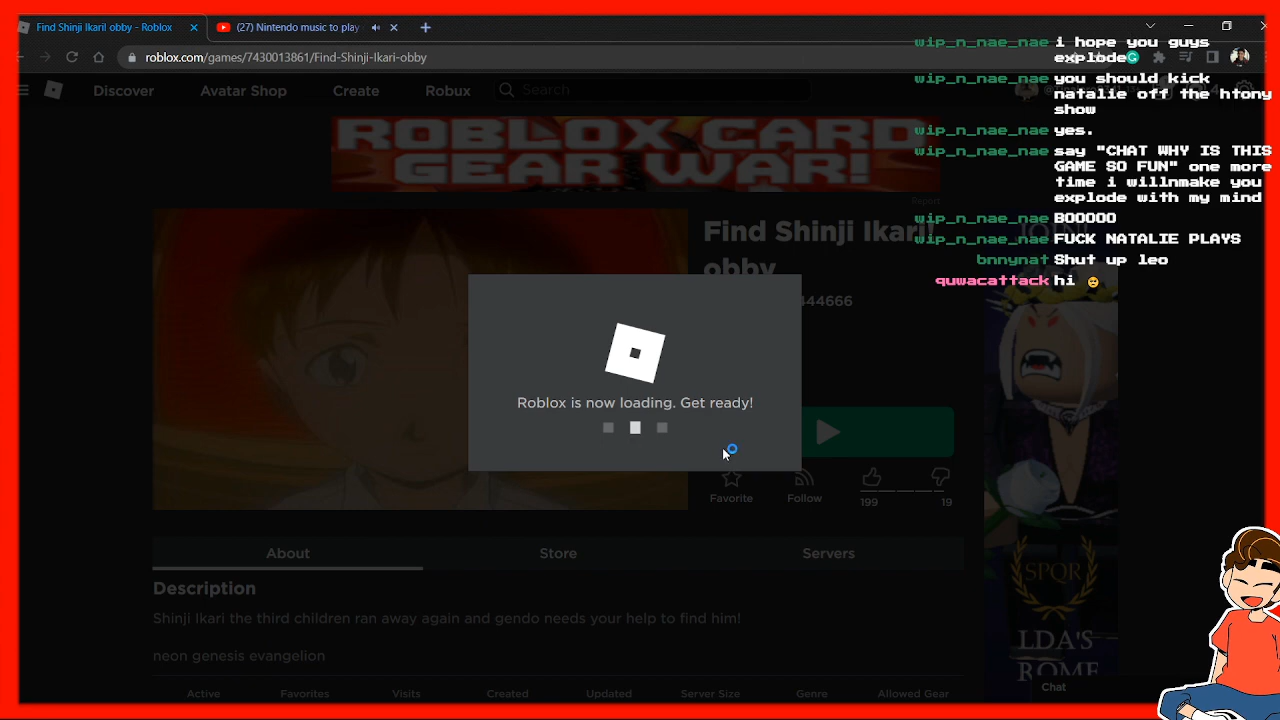 Find Shinji Ikari! obby - Roblox
(27) Nintendo music to play
roblox.com/games/7430013861/Find-Shinji-Ikari-obby
Discover
Avatar Shop
Create
Robux
Search
ROBLOX CARD
GEAR WAR!
Report
Find Shinji Ikari!
obby
444666
Roblox is now loading. Get ready!
Favorite
Follow
199
19
About
Store
Servers
Description
Shinji Ikari the third children ran away again and gendo needs your help to find him!
neon genesis evangelion
Active
Favorites
Visits
Created
Updated
Server Size
Genre
Allowed Gear
wip_n_nae_nae i hope you guys
explode
wip_n_nae_nae you should kick
natalie off the htony
show
wip_n_nae_nae yes.
wip_n_nae_nae say "CHAT WHY IS THIS
GAME SO FUN" one more
time i willnmake you
explode with my mind
wip_n_nae_nae BOOOOO
wip_n_nae_nae FUCK NATALIE PLAYS
bnnynat Shut up leo
quwacattack hi
SPQR
LDA'S
ROME
Chat